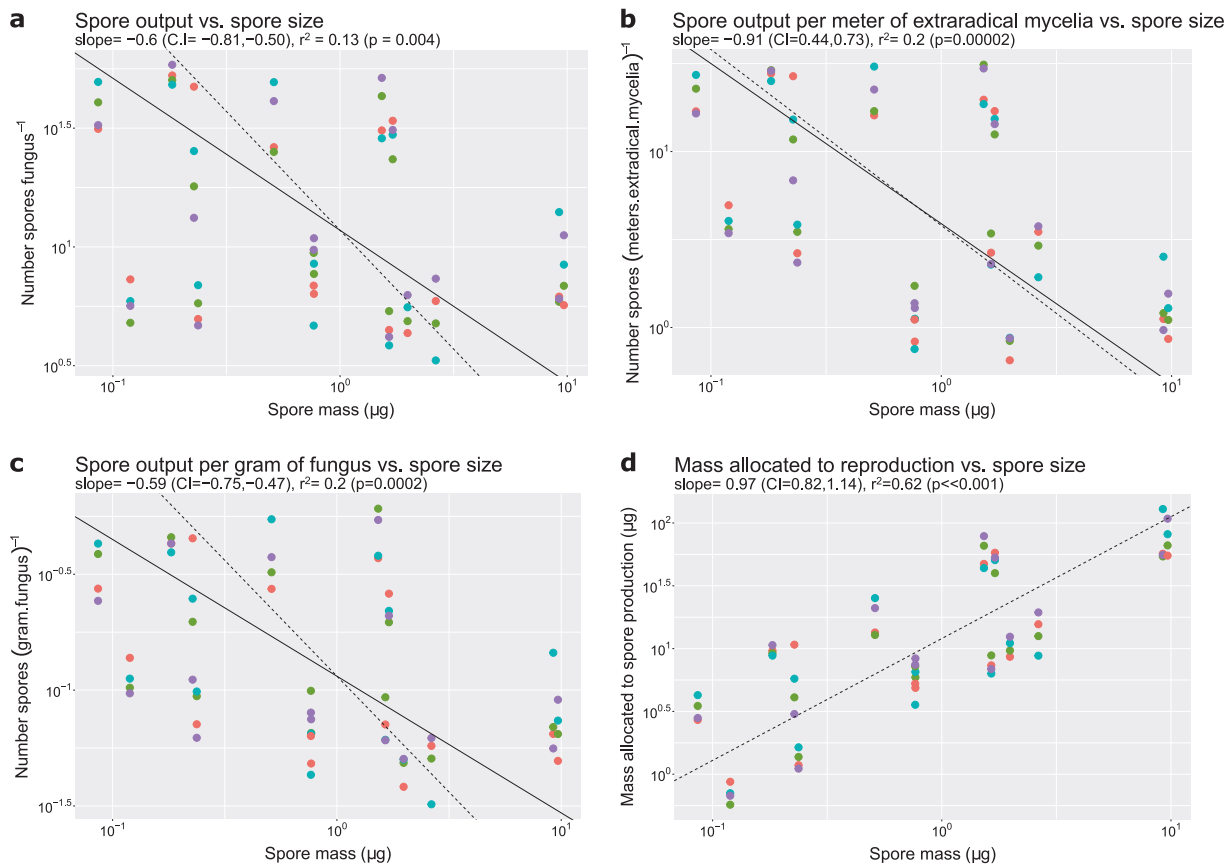 a
Spore output vs. spore size
slope= −0.6 (C.I= −0.81,−0.50), r² = 0.13 (p = 0.004)
Number spores fungus⁻¹
10^1.5
10^1
10^0.5
10⁻¹
10⁰
10¹
Spore mass (µg)
b
Spore output per meter of extraradical mycelia vs. spore size
slope= −0.91 (CI=0.44,0.73), r²= 0.2 (p=0.00002)
Number spores (meters.extradical.mycelia)⁻¹
10¹
10⁰
10⁻¹
10⁰
10¹
Spore mass (µg)
c
Spore output per gram of fungus vs. spore size
slope= −0.59 (CI=−0.75,−0.47), r²= 0.2 (p=0.0002)
Number spores (gram.fungus)⁻¹
10^−0.5
10⁻¹
10^−1.5
10⁻¹
10⁰
10¹
Spore mass (µg)
d
Mass allocated to reproduction vs. spore size
slope= 0.97 (CI=0.82,1.14), r²=0.62 (p<<0.001)
Mass allocated to spore production (µg)
10²
10^1.5
10¹
10^0.5
10⁰
10⁻¹
10⁰
10¹
Spore mass (µg)